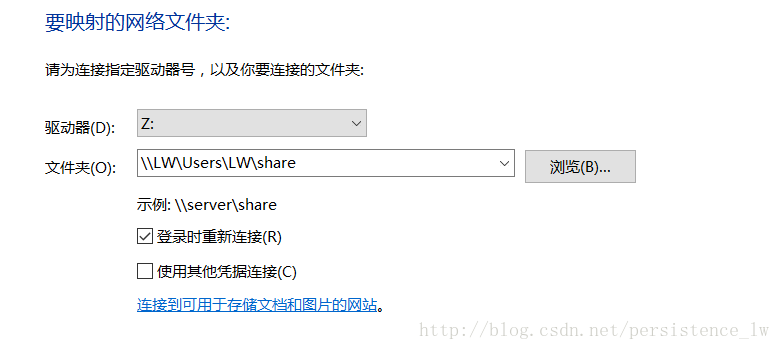 要映射的网络文件夹:
请为连接指定驱动器号，以及你要连接的文件夹:
驱动器(D): Z:
文件夹(O): \\LW\Users\LW\share 浏览(B)...
示例: \\server\share
登录时重新连接(R)
使用其他凭据连接(C)
连接到可用于存储文档和图片的网站。
http://blog.csdn.net/persistence_lw